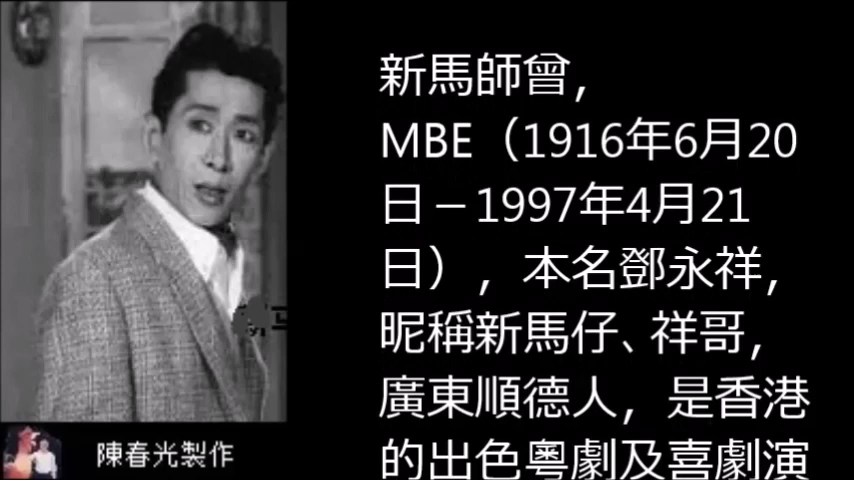 新馬師曾，
MBE（1916年6月20
日－1997年4月21
日），本名鄧永祥，
昵稱新馬仔、祥哥，
廣東順德人，是香港
的出色粵劇及喜劇演
陳春光製作